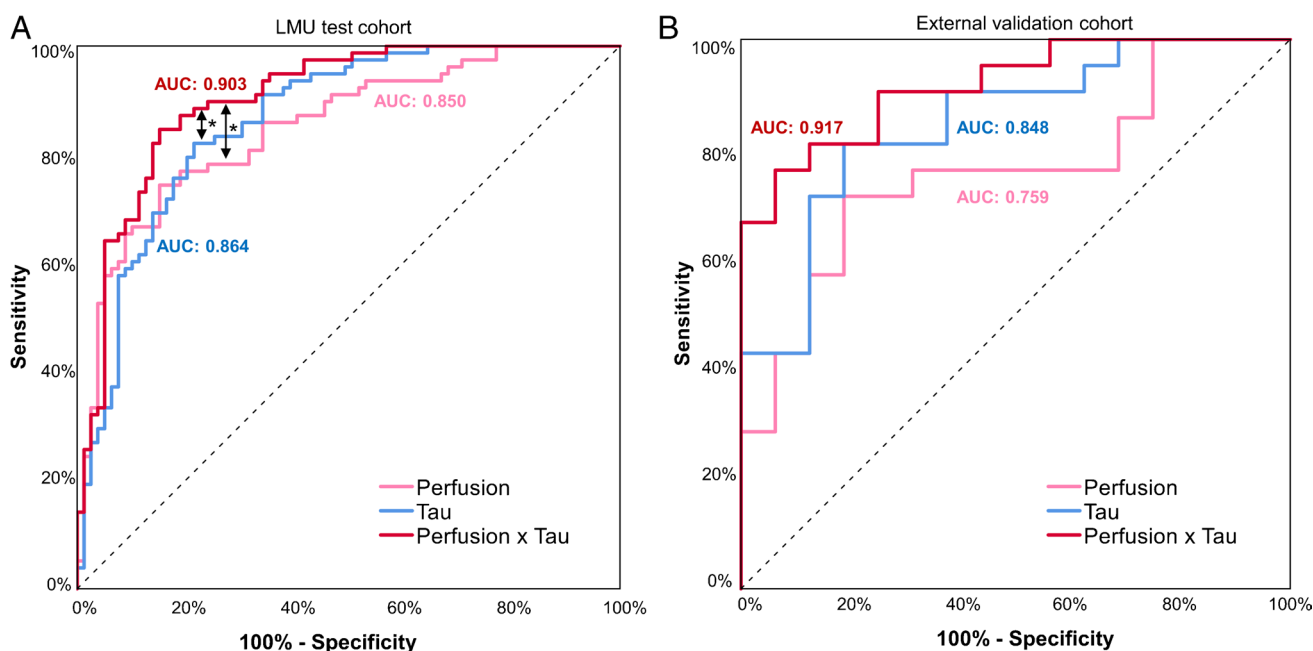 A
LMU test cohort
100%
80%
60%
40%
20%
0%
Sensitivity
AUC: 0.903
AUC: 0.850
*
*
AUC: 0.864
Perfusion
Tau
Perfusion x Tau
0%
20%
40%
60%
80%
100%
100% - Specificity
B
External validation cohort
100%
80%
60%
40%
20%
0%
Sensitivity
AUC: 0.917
AUC: 0.848
AUC: 0.759
Perfusion
Tau
Perfusion x Tau
0%
20%
40%
60%
80%
100%
100% - Specificity